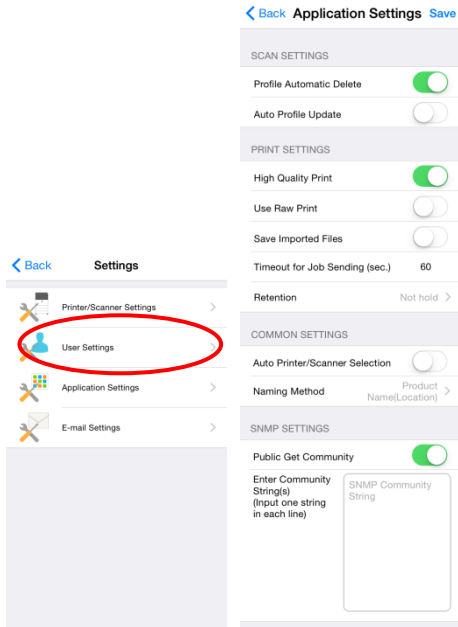 Back Settings
Printer/Scanner Settings
User Settings
Application Settings
E-mail Settings
Back Application Settings Save
SCAN SETTINGS
Profile Automatic Delete
Auto Profile Update
PRINT SETTINGS
High Quality Print
Use Raw Print
Save Imported Files
Timeout for Job Sending (sec.) 60
Retention Not hold
COMMON SETTINGS
Auto Printer/Scanner Selection
Naming Method Product
Name(Location)
SNMP SETTINGS
Public Get Community
Enter Community
String(s)
(Input one string
in each line)
SNMP Community
String